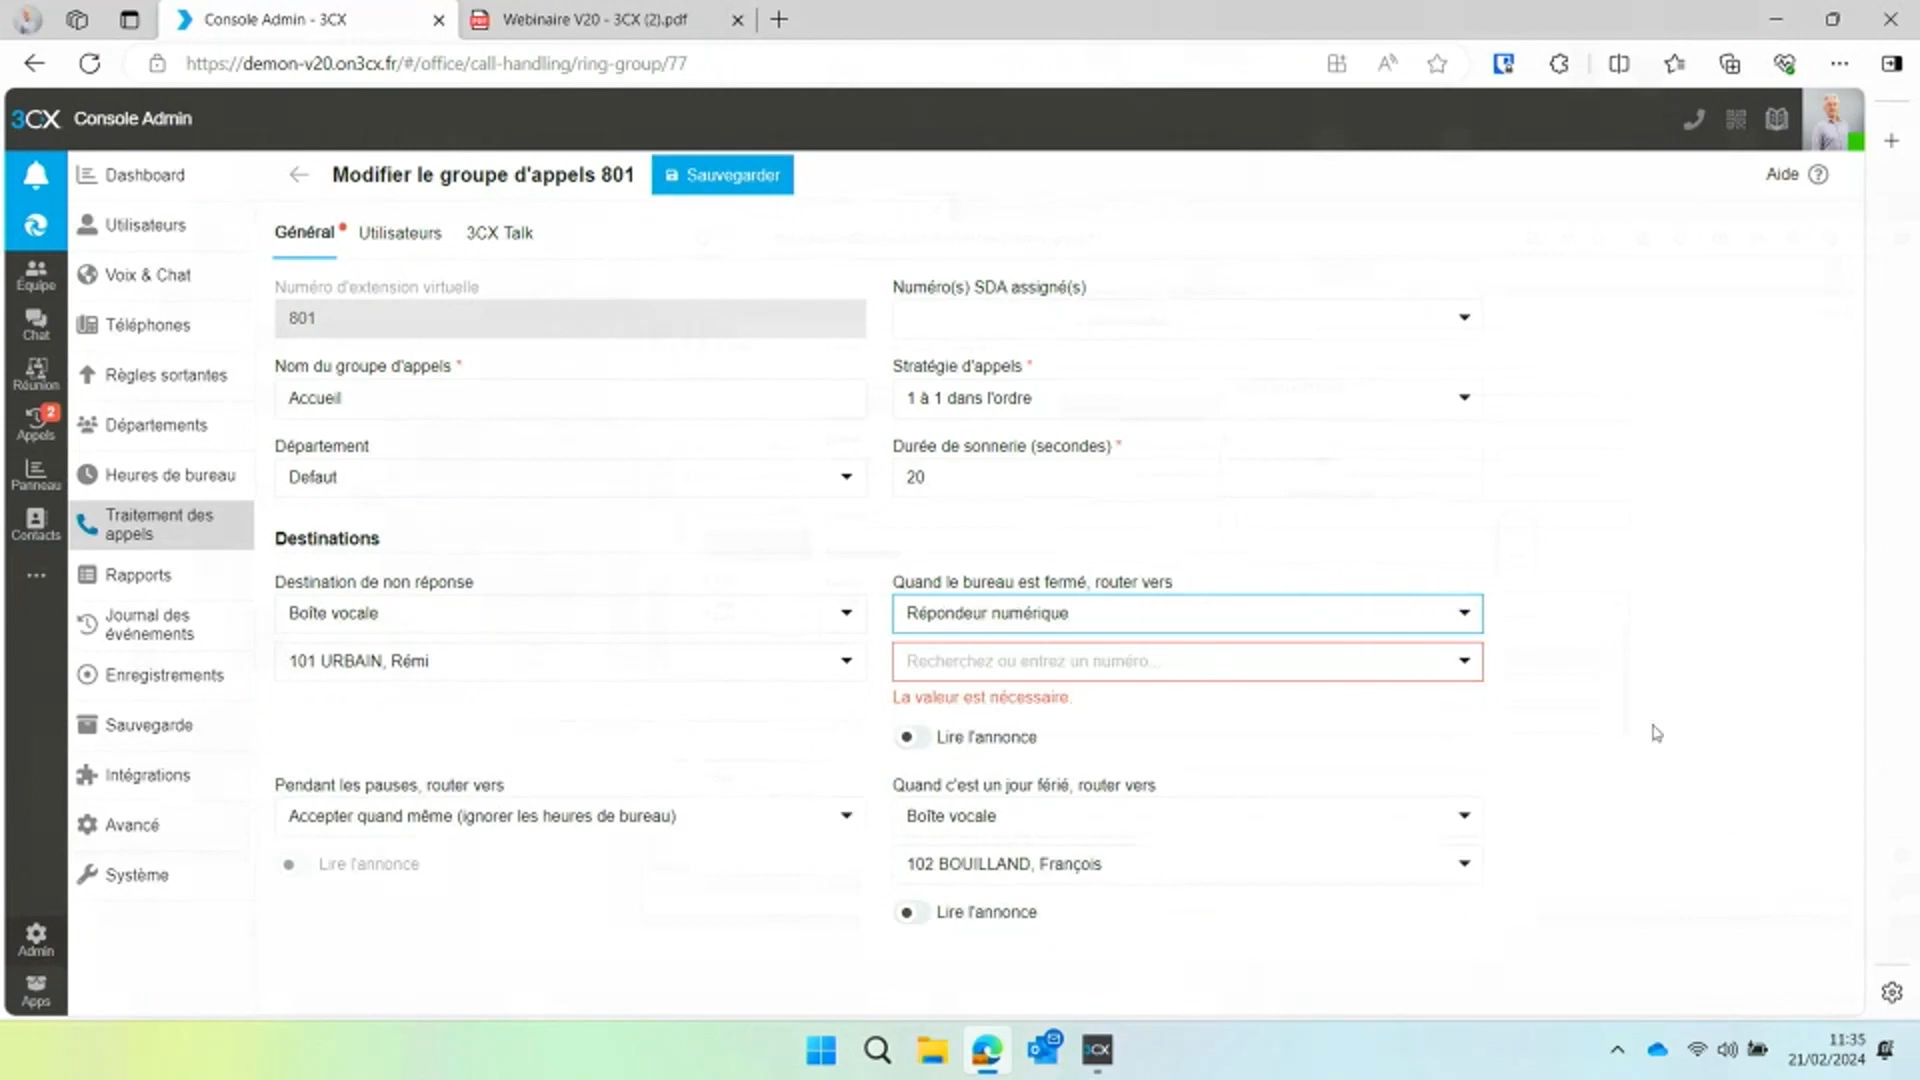 Console Admin - 3CX
Webinaire V20 - 3CX (2).pdf
https://demon-v20.on3cx.fr/#/office/call-handling/ring-group/77
3CX Console Admin
Dashboard
Modifier le groupe d'appels 801
Sauvegarder
Aide
Utilisateurs
Général
Utilisateurs
3CX Talk
Voix & Chat
Équipe
Numéro d'extension virtuelle
Numéro(s) SDA assigné(s)
801
Téléphones
Chat
Nom du groupe d'appels *
Stratégie d'appels *
Règles sortantes
Réunion
Accueil
1 à 1 dans l'ordre
2
Appels
Départements
Département
Durée de sonnerie (secondes) *
Heures de bureau
Panneau
Defaut
20
Traitement des
appels
Contacts
Destinations
Rapports
Destination de non réponse
Quand le bureau est fermé, router vers
Journal des
événements
Boîte vocale
Répondeur numérique
Enregistrements
101 URBAIN, Rémi
Recherchez ou entrez un numéro...
La valeur est nécessaire.
Sauvegarde
Lire l'annonce
Intégrations
Pendant les pauses, router vers
Quand c'est un jour férié, router vers
Avancé
Accepter quand même (ignorer les heures de bureau)
Boîte vocale
Système
Lire l'annonce
102 BOUILLAND, François
Lire l'annonce
Admin
Apps
3CX
11:35
21/02/2024